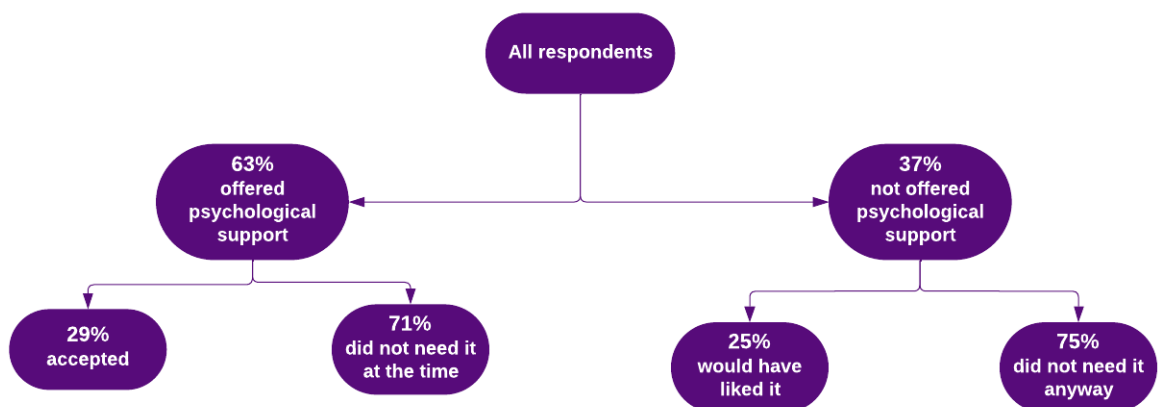 All respondents
63%
offered
psychological
support
37%
not offered
psychological
support
29%
accepted
71%
did not need it
at the time
25%
would have
liked it
75%
did not need it
anyway